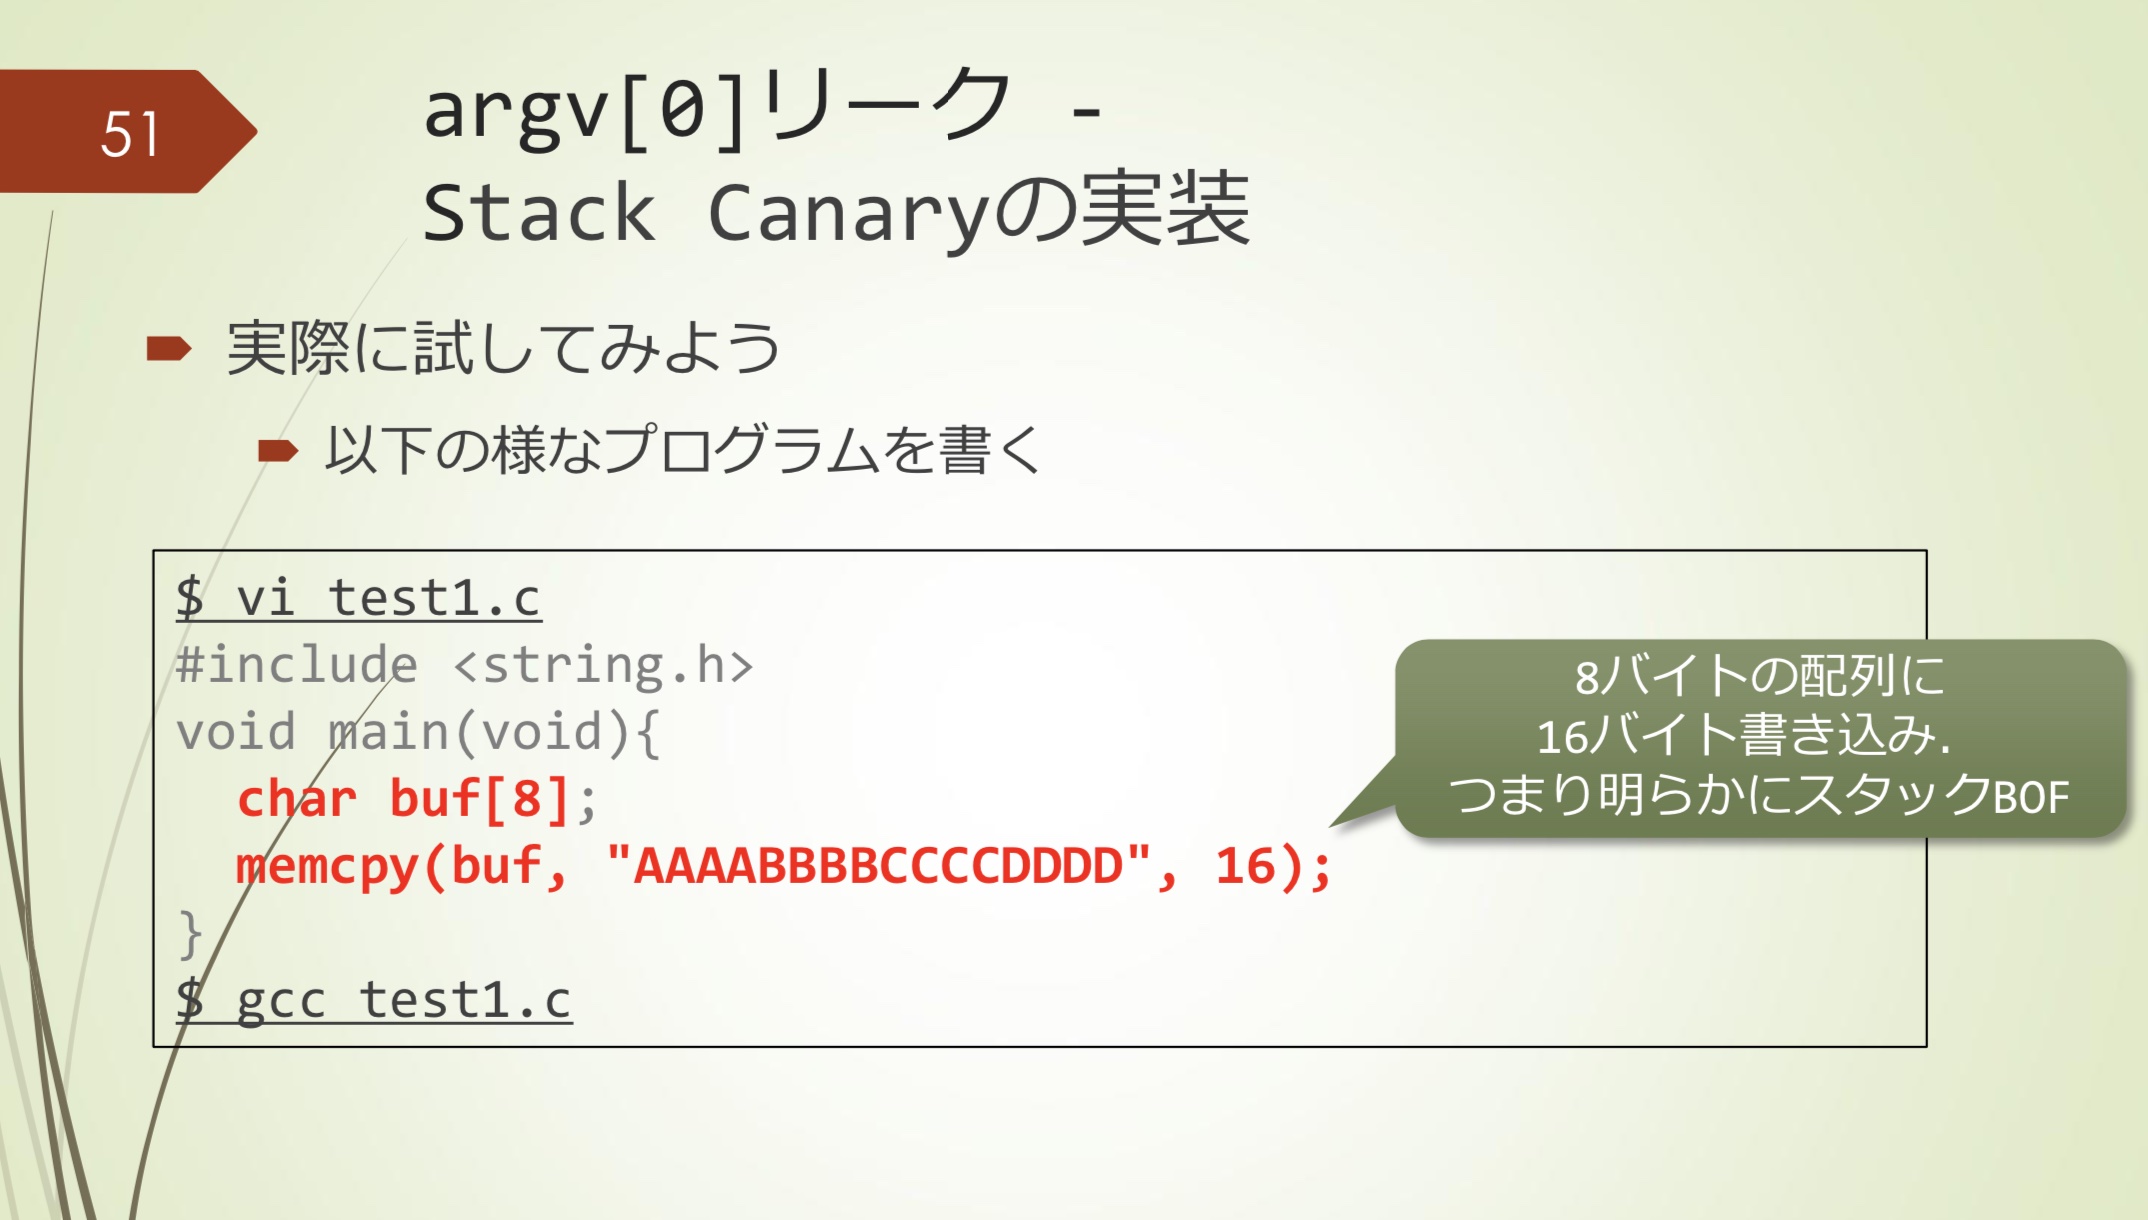 51
argv[0]リーク -
Stack Canaryの実装
実際に試してみよう
以下の様なプログラムを書く
$ vi test1.c
#include <string.h>
void main(void){
  char buf[8];
  memcpy(buf, "AAAABBBBCCCCDDDD", 16);
}
$ gcc test1.c
8バイトの配列に
16バイト書き込み.
つまり明らかにスタックBOF